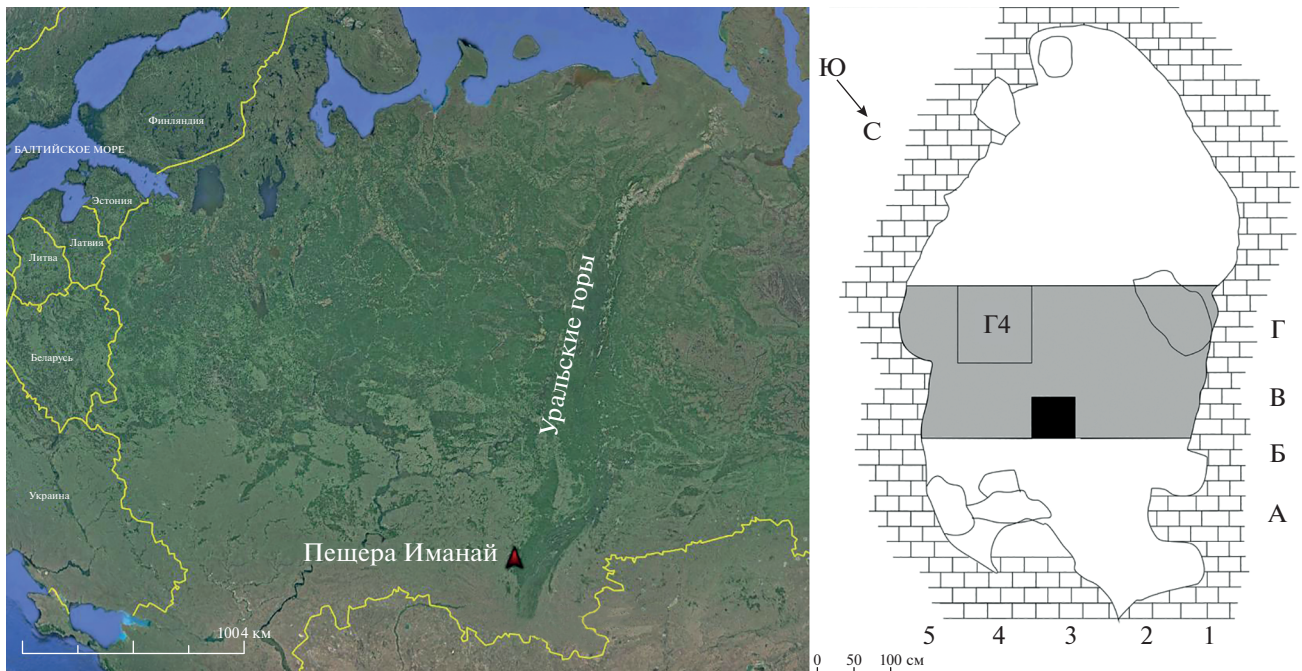 Финляндия
БАЛТИЙСКОЕ МОРЕ
Эстония
Латвия
Литва
Беларусь
Украина
Уральские горы
Пещера Иманай
1004 км
Ю
С
Г4
Г
В
Б
А
5 4 3 2 1
0 50 100 см